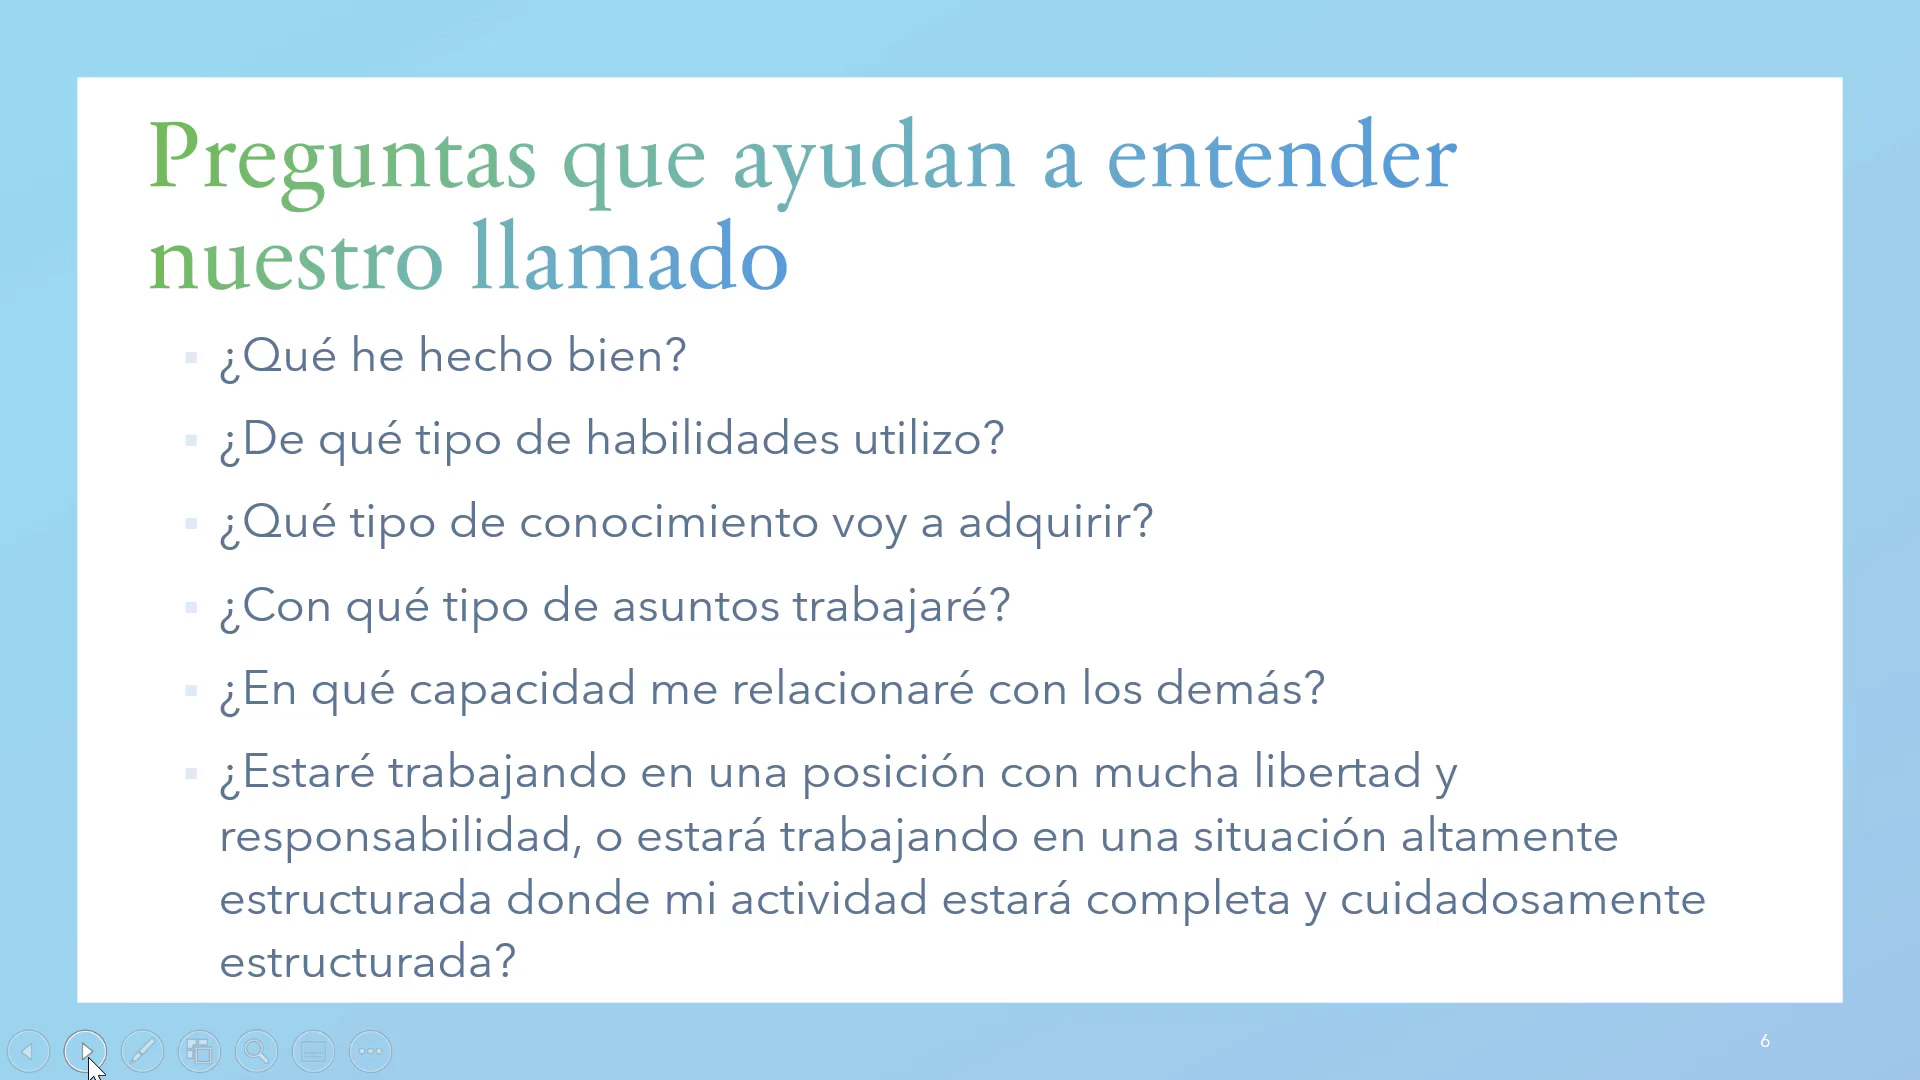 Preguntas que ayudan a entender
nuestro llamado
¿Qué he hecho bien?
¿De qué tipo de habilidades utilizo?
¿Qué tipo de conocimiento voy a adquirir?
¿Con qué tipo de asuntos trabajaré?
¿En qué capacidad me relacionaré con los demás?
¿Estaré trabajando en una posición con mucha libertad y
responsabilidad, o estará trabajando en una situación altamente
estructurada donde mi actividad estará completa y cuidadosamente
estructurada?
6